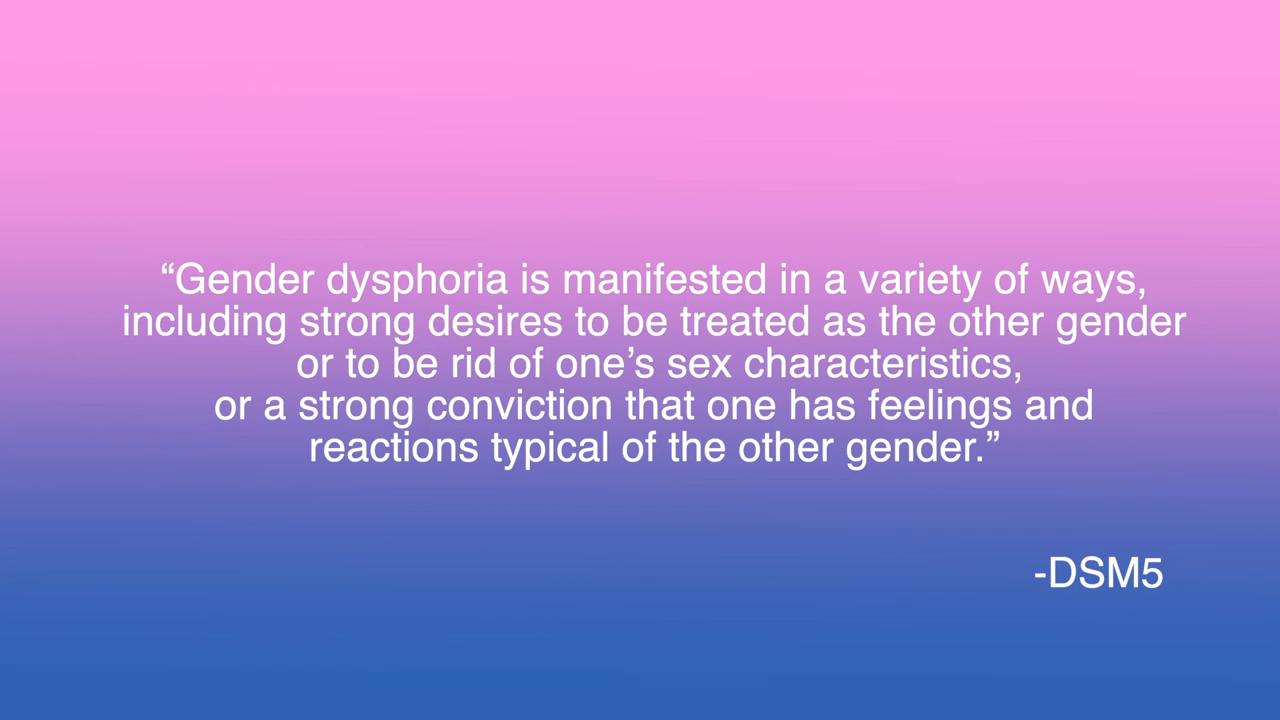 “Gender dysphoria is manifested in a variety of ways,
including strong desires to be treated as the other gender
or to be rid of one’s sex characteristics,
or a strong conviction that one has feelings and
reactions typical of the other gender.”
-DSM5